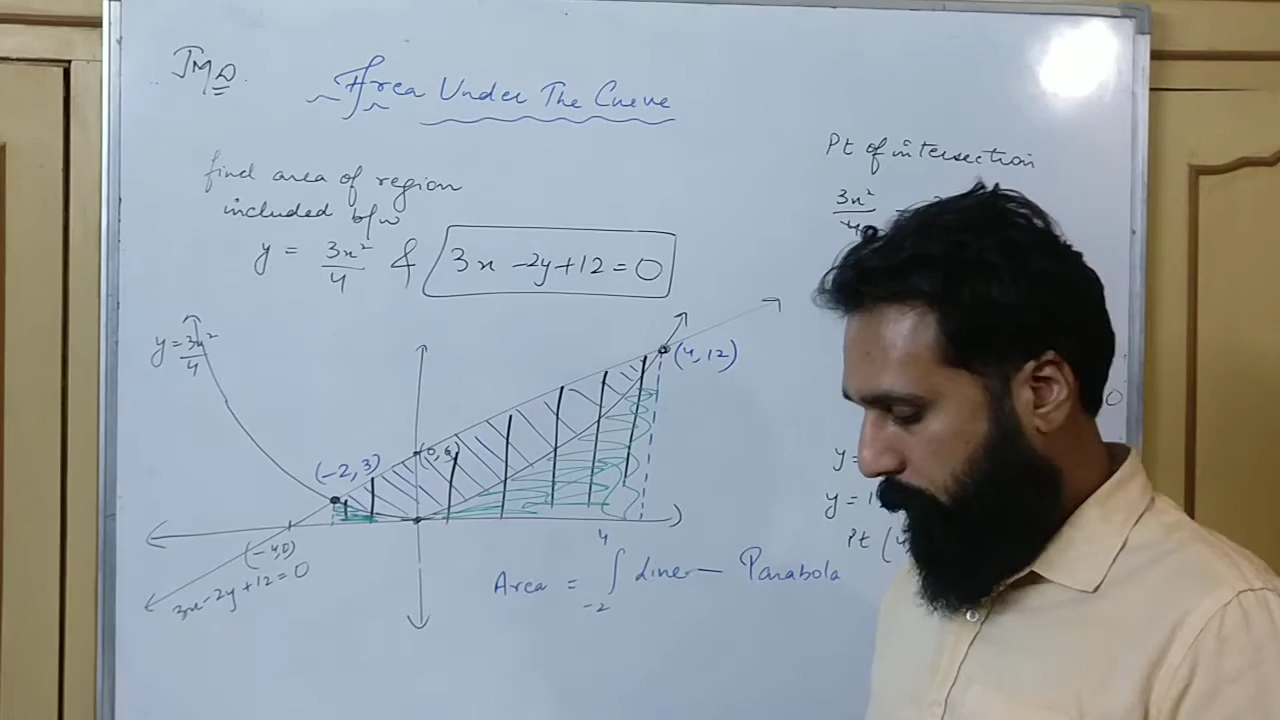 JMD.
Area Under The Curve
find area of region
included b/w
y = 3x²/4 & 3x - 2y + 12 = 0
Pt of intersection
3x²/4
y = 3x²/4
(4, 12)
(-2, 3)
(-4,0)
3x - 2y + 12 = 0
4
Area = ∫ Line — Parabola
-2
0
y =
y = 1
Pt (4